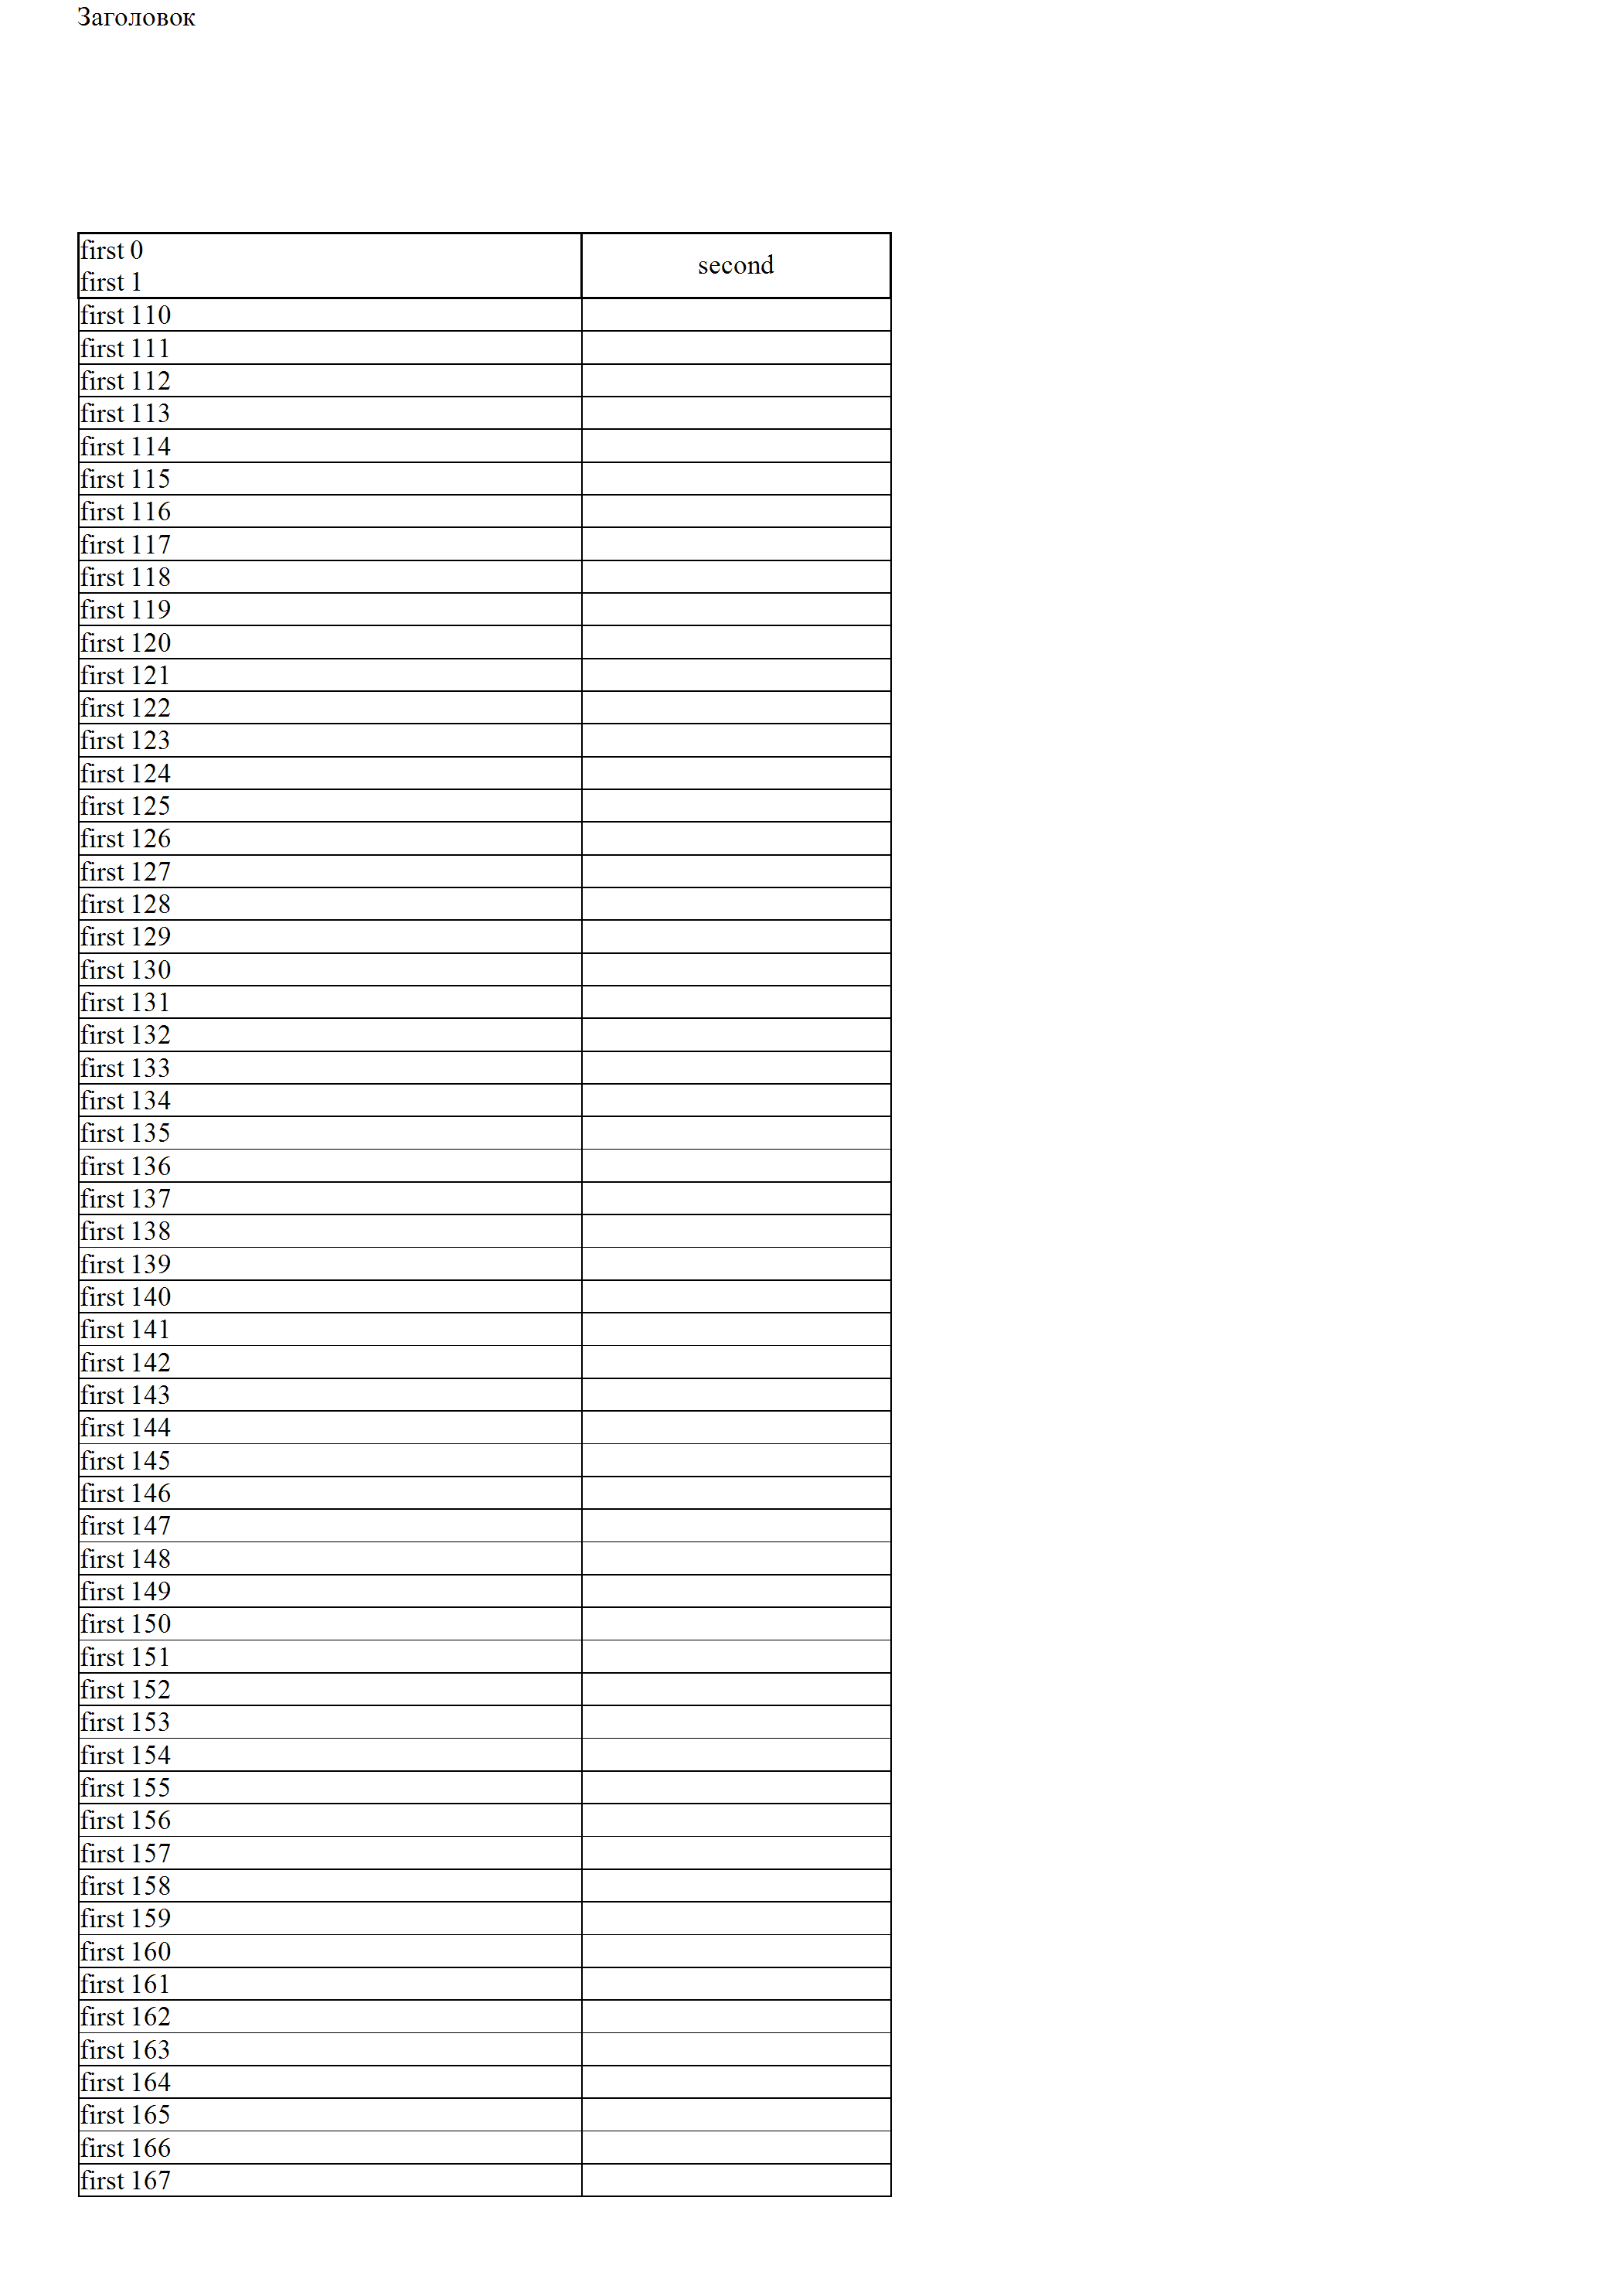 Заголовок
first 0
first 1
second
first 110
first 111
first 112
first 113
first 114
first 115
first 116
first 117
first 118
first 119
first 120
first 121
first 122
first 123
first 124
first 125
first 126
first 127
first 128
first 129
first 130
first 131
first 132
first 133
first 134
first 135
first 136
first 137
first 138
first 139
first 140
first 141
first 142
first 143
first 144
first 145
first 146
first 147
first 148
first 149
first 150
first 151
first 152
first 153
first 154
first 155
first 156
first 157
first 158
first 159
first 160
first 161
first 162
first 163
first 164
first 165
first 166
first 167